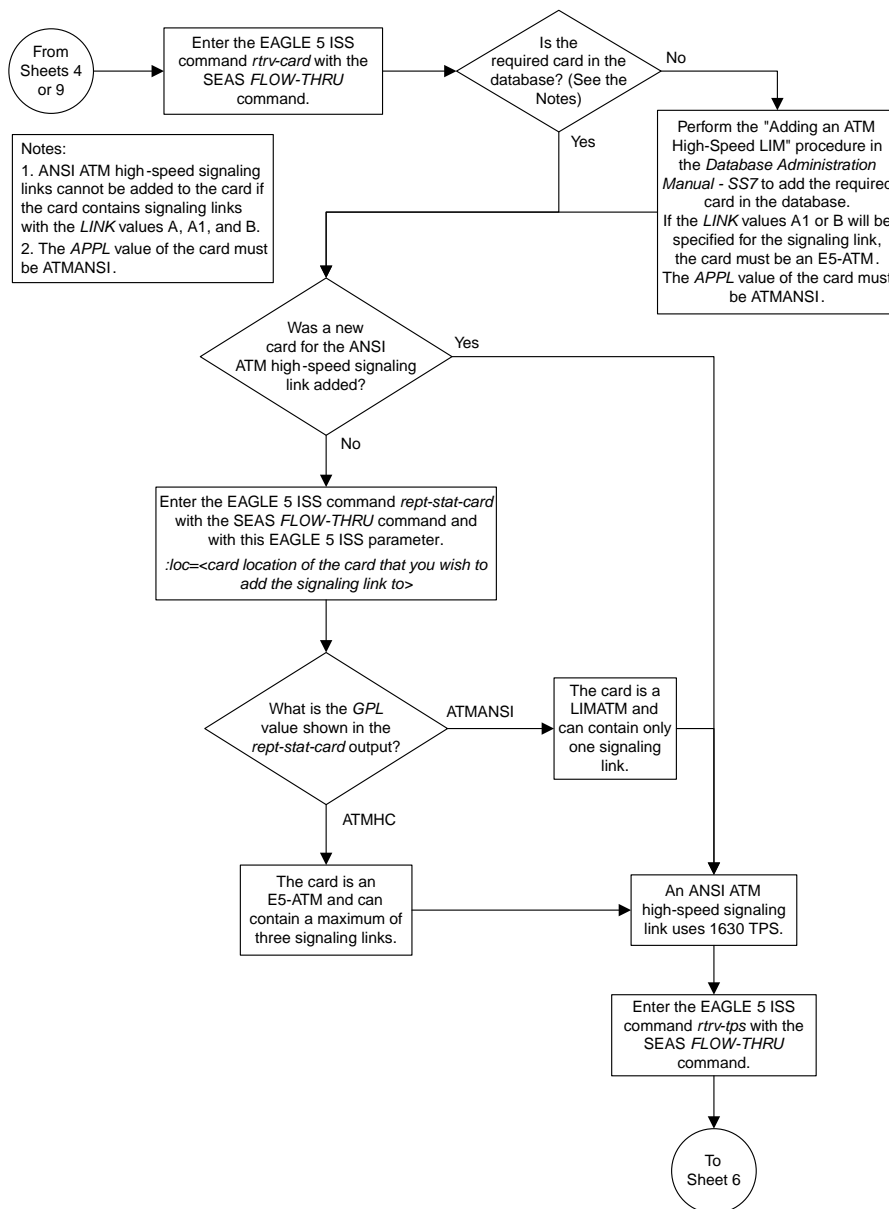 From
Sheets 4
or 9
Enter the EAGLE 5 ISS
command rtrv-card with the
SEAS FLOW-THRU
command.
Is the
required card in the
database? (See the
Notes)
No
Yes
Notes:
1. ANSI ATM high-speed signaling
links cannot be added to the card if
the card contains signaling links
with the LINK values A, A1, and B.
2. The APPL value of the card must
be ATMANSI.
Perform the "Adding an ATM
High-Speed LIM" procedure in
the Database Administration
Manual - SS7 to add the required
card in the database.
If the LINK values A1 or B will be
specified for the signaling link,
the card must be an E5-ATM.
The APPL value of the card must
be ATMANSI.
Was a new
card for the ANSI
ATM high-speed signaling
link added?
Yes
No
Enter the EAGLE 5 ISS command rept-stat-card
with the SEAS FLOW-THRU command and
with this EAGLE 5 ISS parameter.
:loc=<card location of the card that you wish to
add the signaling link to>
What is the GPL
value shown in the
rept-stat-card output?
ATMANSI
The card is a
LIMATM and
can contain only
one signaling
link.
ATMHC
The card is an
E5-ATM and can
contain a maximum of
three signaling links.
An ANSI ATM
high-speed signaling
link uses 1630 TPS.
Enter the EAGLE 5 ISS
command rtrv-tps with the
SEAS FLOW-THRU
command.
To
Sheet 6